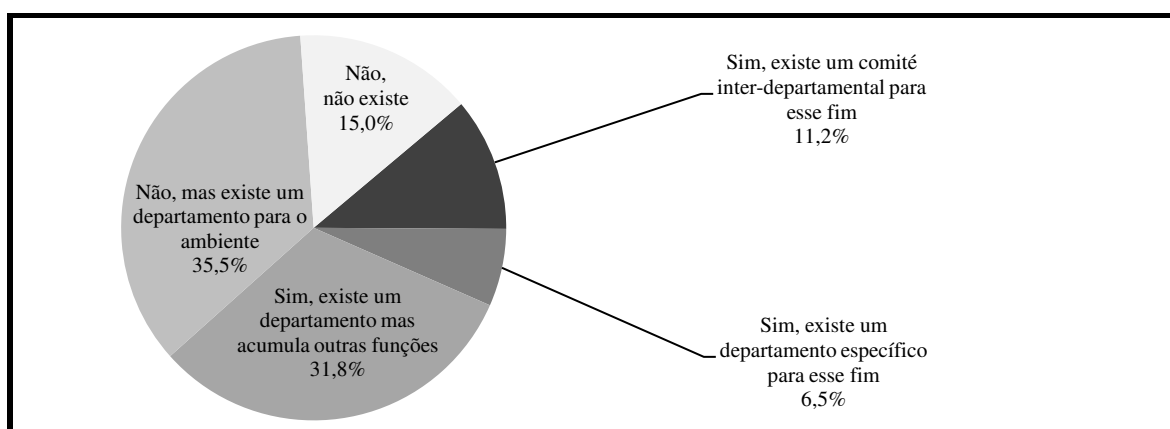 Não,
não existe
15,0%
Sim, existe um comité
inter-departamental para
esse fim
11,2%
Não, mas existe um
departamento para o
ambiente
35,5%
Sim, existe um
departamento mas
acumula outras funções
31,8%
Sim, existe um
departamento específico
para esse fim
6,5%